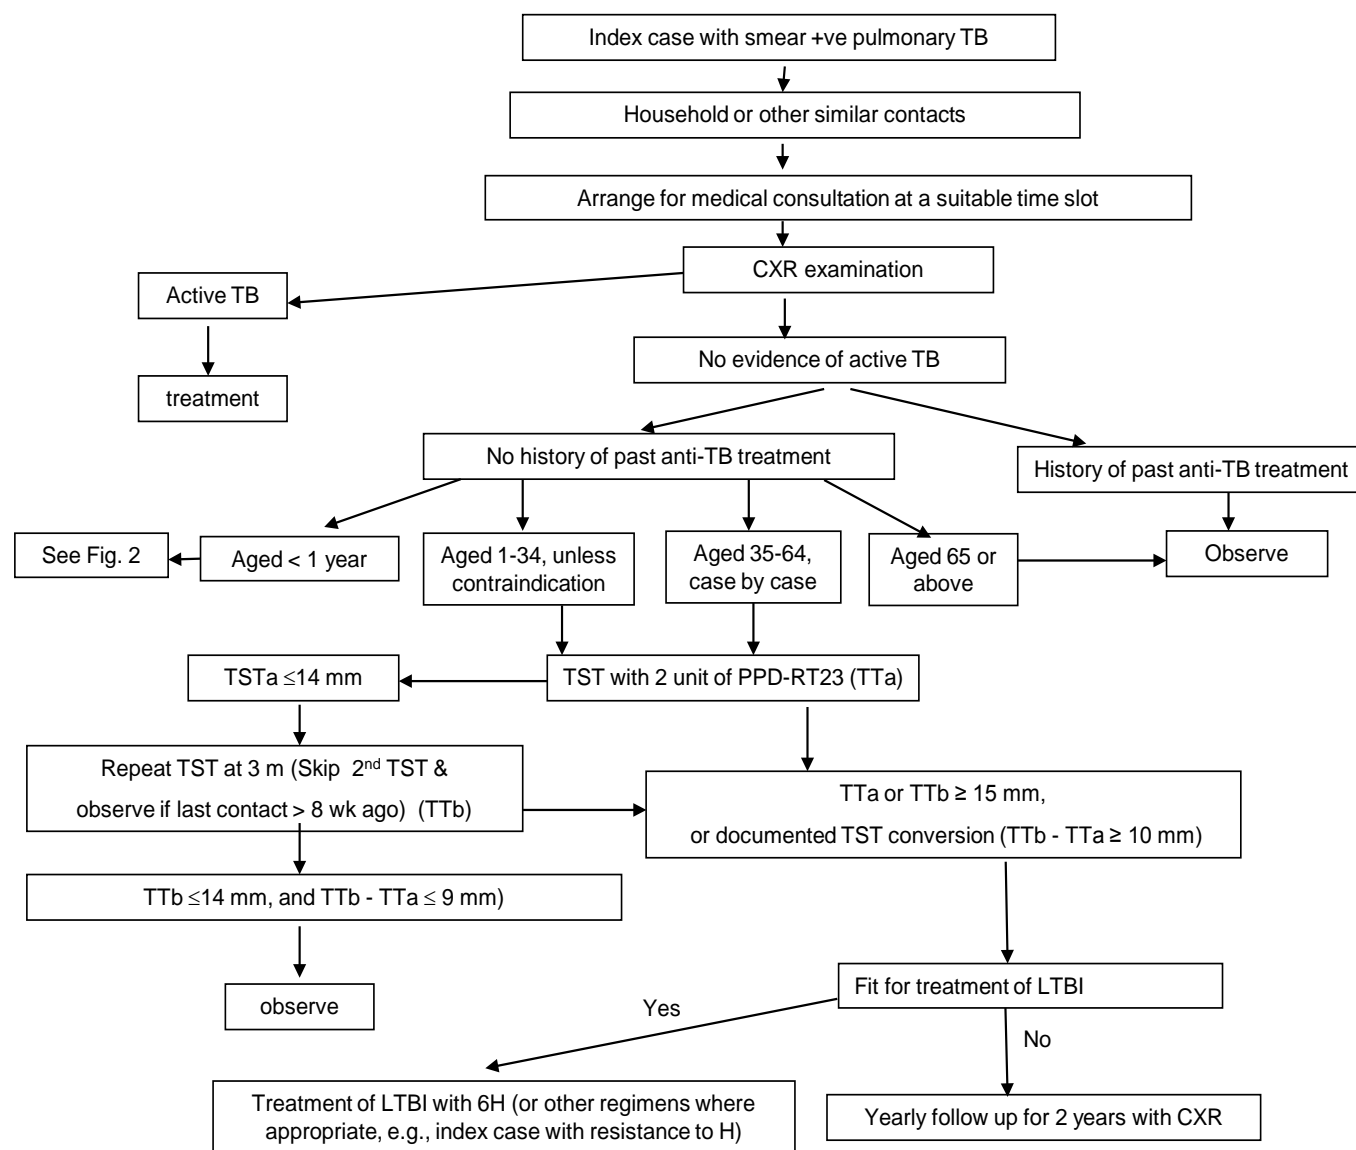 Index case with smear +ve pulmonary TB
Household or other similar contacts
Arrange for medical consultation at a suitable time slot
CXR examination
Active TB
No evidence of active TB
treatment
No history of past anti-TB treatment
History of past anti-TB treatment
See Fig. 2
Aged < 1 year
Aged 1-34, unless
contraindication
Aged 35-64,
case by case
Aged 65 or
above
Observe
TSTa ≤14 mm
TST with 2 unit of PPD-RT23 (TTa)
Repeat TST at 3 m (Skip 2nd TST &
observe if last contact > 8 wk ago) (TTb)
TTa or TTb ≥ 15 mm,
or documented TST conversion (TTb - TTa ≥ 10 mm)
TTb ≤14 mm, and TTb - TTa ≤ 9 mm)
observe
Fit for treatment of LTBI
Yes
No
Treatment of LTBI with 6H (or other regimens where
appropriate, e.g., index case with resistance to H)
Yearly follow up for 2 years with CXR